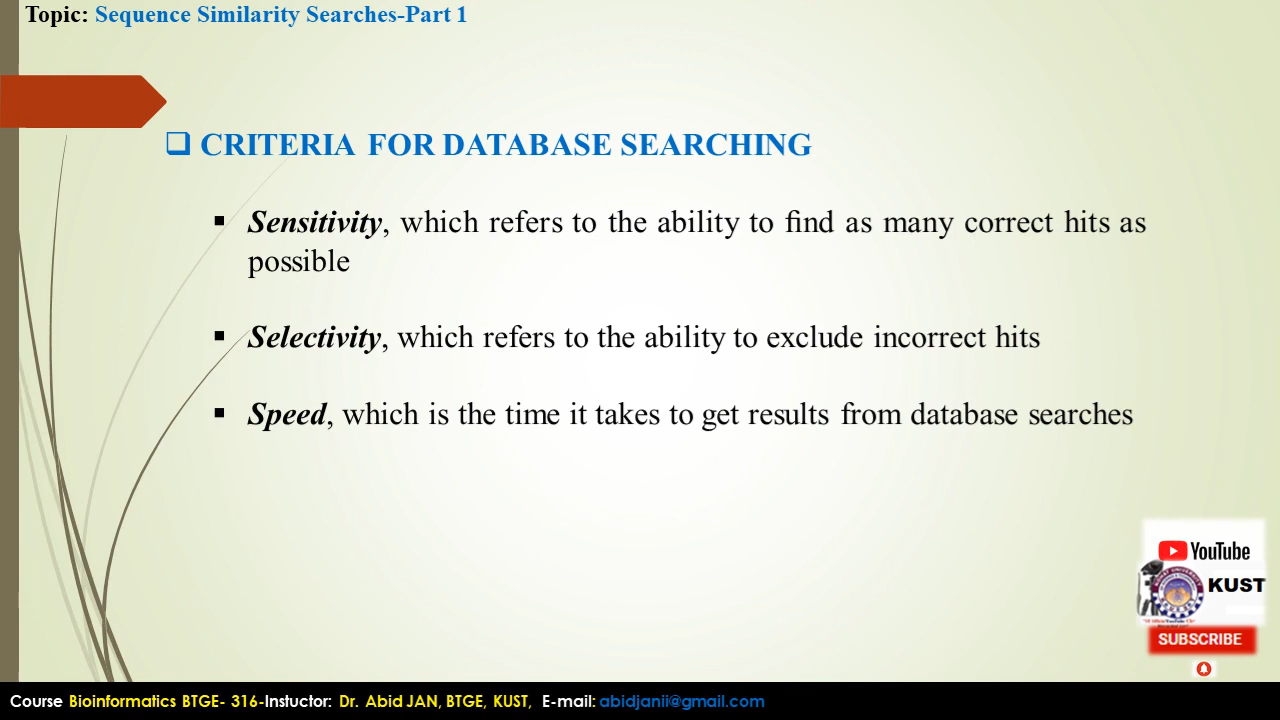 Topic: Sequence Similarity Searches-Part 1
CRITERIA FOR DATABASE SEARCHING
Sensitivity, which refers to the ability to find as many correct hits as
possible
Selectivity, which refers to the ability to exclude incorrect hits
Speed, which is the time it takes to get results from database searches
YouTube
KUST
SUBSCRIBE
Course Bioinformatics BTGE- 316-Instuctor: Dr. Abid JAN, BTGE, KUST, E-mail: abidjanii@gmail.com